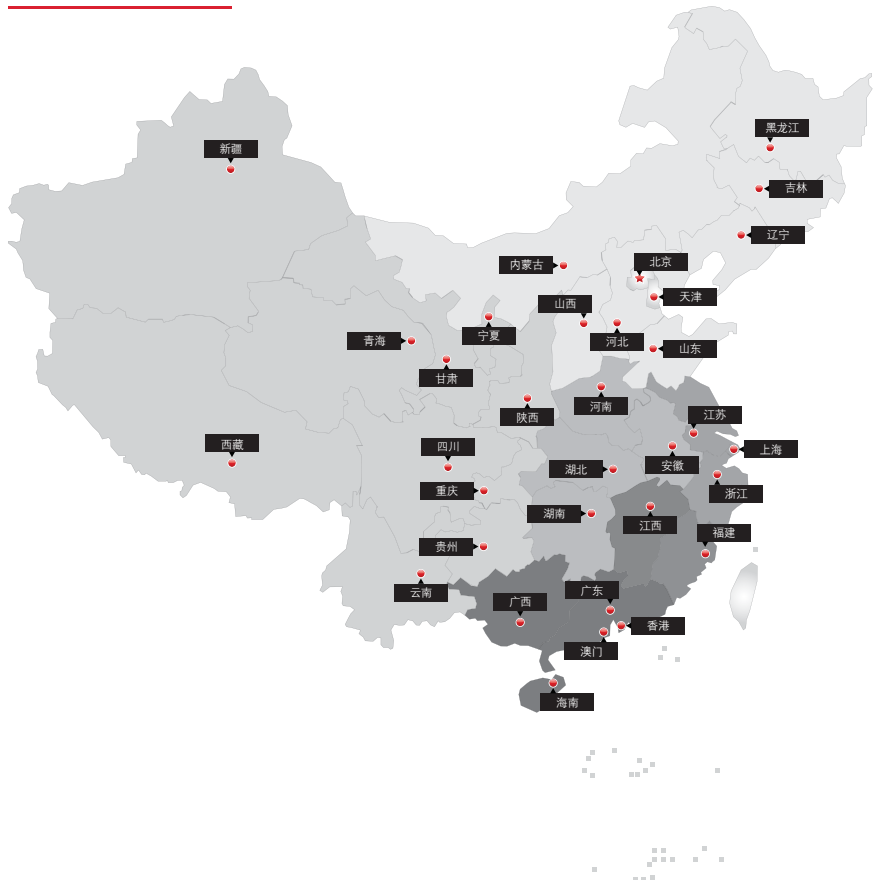 黑龙江
新疆
吉林
辽宁
北京
内蒙古
天津
山西
宁夏
青海
河北
山东
甘肃
河南
陕西
江苏
西藏
四川
上海
安徽
湖北
重庆
浙江
湖南
江西
福建
贵州
云南
广东
广西
香港
澳门
海南